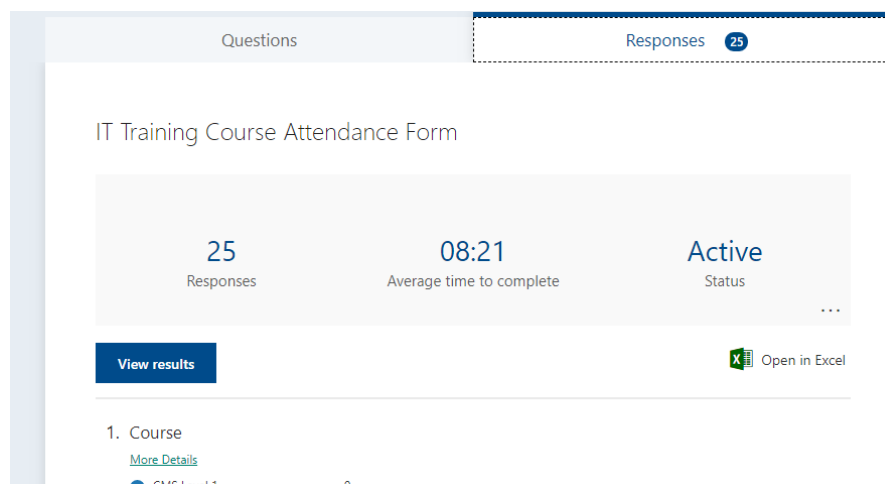 Questions
Responses 25
IT Training Course Attendance Form
25 08:21 Active
Responses Average time to complete Status
...
View results
Open in Excel
1. Course
More Details